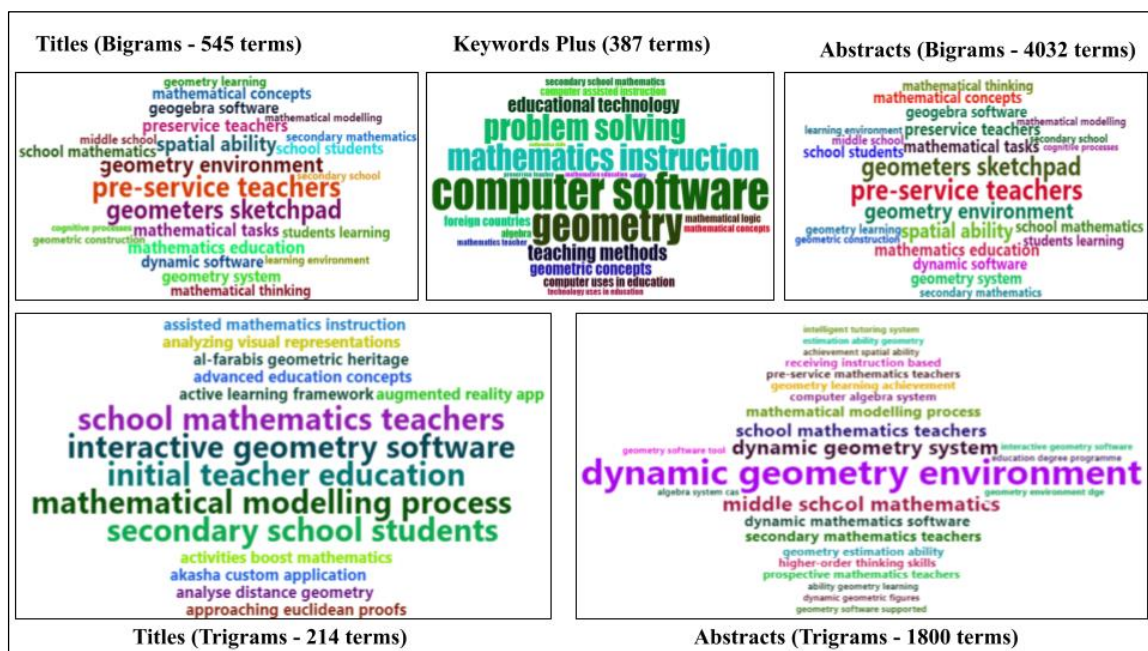 Titles (Bigrams - 545 terms)
geometry learning
mathematical concepts
geogebra software
mathematical modelling
preservice teachers
middle school
spatial ability
secondary mathematics
school mathematics
school students
geometry environment
secondary school
pre-service teachers
geometers sketchpad
cognitive processes
mathematical tasks
students learning
geometric construction
mathematics education
dynamic software
learning environment
geometry system
mathematical thinking
Keywords Plus (387 terms)
secondary school mathematics
computer assisted instruction
educational technology
problem solving
mathematics instruction
mathematics education
validity
computer software
foreign countries
geometry
mathematical logic
mathematical concepts
algebra
mathematics teacher
teaching methods
geometric concepts
computer uses in education
technology uses in education
Abstracts (Bigrams - 4032 terms)
mathematical thinking
mathematical concepts
geogebra software
mathematical modelling
learning environment
preservice teachers
middle school
secondary school
school students
mathematical tasks
cognitive processes
geometers sketchpad
pre-service teachers
geometry environment
geometry learning
spatial ability
school mathematics
geometric construction
students learning
mathematics education
dynamic software
geometry system
secondary mathematics
assisted mathematics instruction
analyzing visual representations
al-farabis geometric heritage
advanced education concepts
active learning framework
augmented reality app
school mathematics teachers
interactive geometry software
initial teacher education
mathematical modelling process
secondary school students
activities boost mathematics
akasha custom application
analyse distance geometry
approaching euclidean proofs
Titles (Trigrams - 214 terms)
intelligent tutoring system
estimation ability geometry
achievement spatial ability
receiving instruction based
pre-service mathematics teachers
geometry learning achievement
computer algebra system
mathematical modelling process
school mathematics teachers
geometry software tool
dynamic geometry system
interactive geometry software
education degree programme
dynamic geometry environment
algebra system cas
geometry environment dge
middle school mathematics
dynamic mathematics software
secondary mathematics teachers
geometry estimation ability
higher-order thinking skills
prospective mathematics teachers
ability geometry learning
dynamic geometric figures
geometry software supported
Abstracts (Trigrams - 1800 terms)